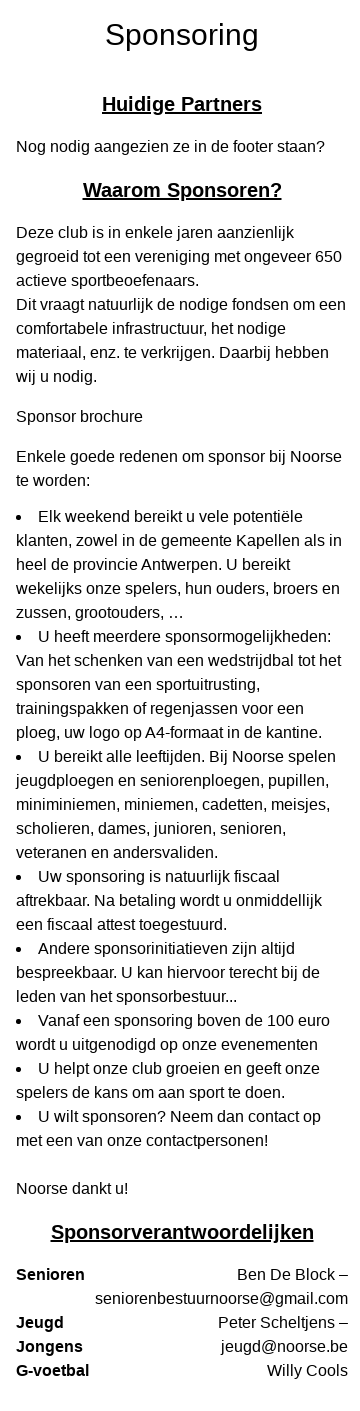 Sponsoring
Huidige Partners
Nog nodig aangezien ze in de footer staan?
Waarom Sponsoren?
Deze club is in enkele jaren aanzienlijk
gegroeid tot een vereniging met ongeveer 650
actieve sportbeoefenaars.
Dit vraagt natuurlijk de nodige fondsen om een
comfortabele infrastructuur, het nodige
materiaal, enz. te verkrijgen. Daarbij hebben
wij u nodig.
Sponsor brochure
Enkele goede redenen om sponsor bij Noorse
te worden:
• Elk weekend bereikt u vele potentiële
klanten, zowel in de gemeente Kapellen als in
heel de provincie Antwerpen. U bereikt
wekelijks onze spelers, hun ouders, broers en
zussen, grootouders, …
• U heeft meerdere sponsormogelijkheden:
Van het schenken van een wedstrijdbal tot het
sponsoren van een sportuitrusting,
trainingspakken of regenjassen voor een
ploeg, uw logo op A4-formaat in de kantine.
• U bereikt alle leeftijden. Bij Noorse spelen
jeugdploegen en seniorenploegen, pupillen,
miniminiemen, miniemen, cadetten, meisjes,
scholieren, dames, junioren, senioren,
veteranen en andersvaliden.
• Uw sponsoring is natuurlijk fiscaal
aftrekbaar. Na betaling wordt u onmiddellijk
een fiscaal attest toegestuurd.
• Andere sponsorinitiatieven zijn altijd
bespreekbaar. U kan hiervoor terecht bij de
leden van het sponsorbestuur...
• Vanaf een sponsoring boven de 100 euro
wordt u uitgenodigd op onze evenementen
• U helpt onze club groeien en geeft onze
spelers de kans om aan sport te doen.
• U wilt sponsoren? Neem dan contact op
met een van onze contactpersonen!
Noorse dankt u!
Sponsorverantwoordelijken
Senioren Ben De Block –
seniorenbestuurnoorse@gmail.com
Jeugd Peter Scheltjens –
Jongens jeugd@noorse.be
G-voetbal Willy Cools